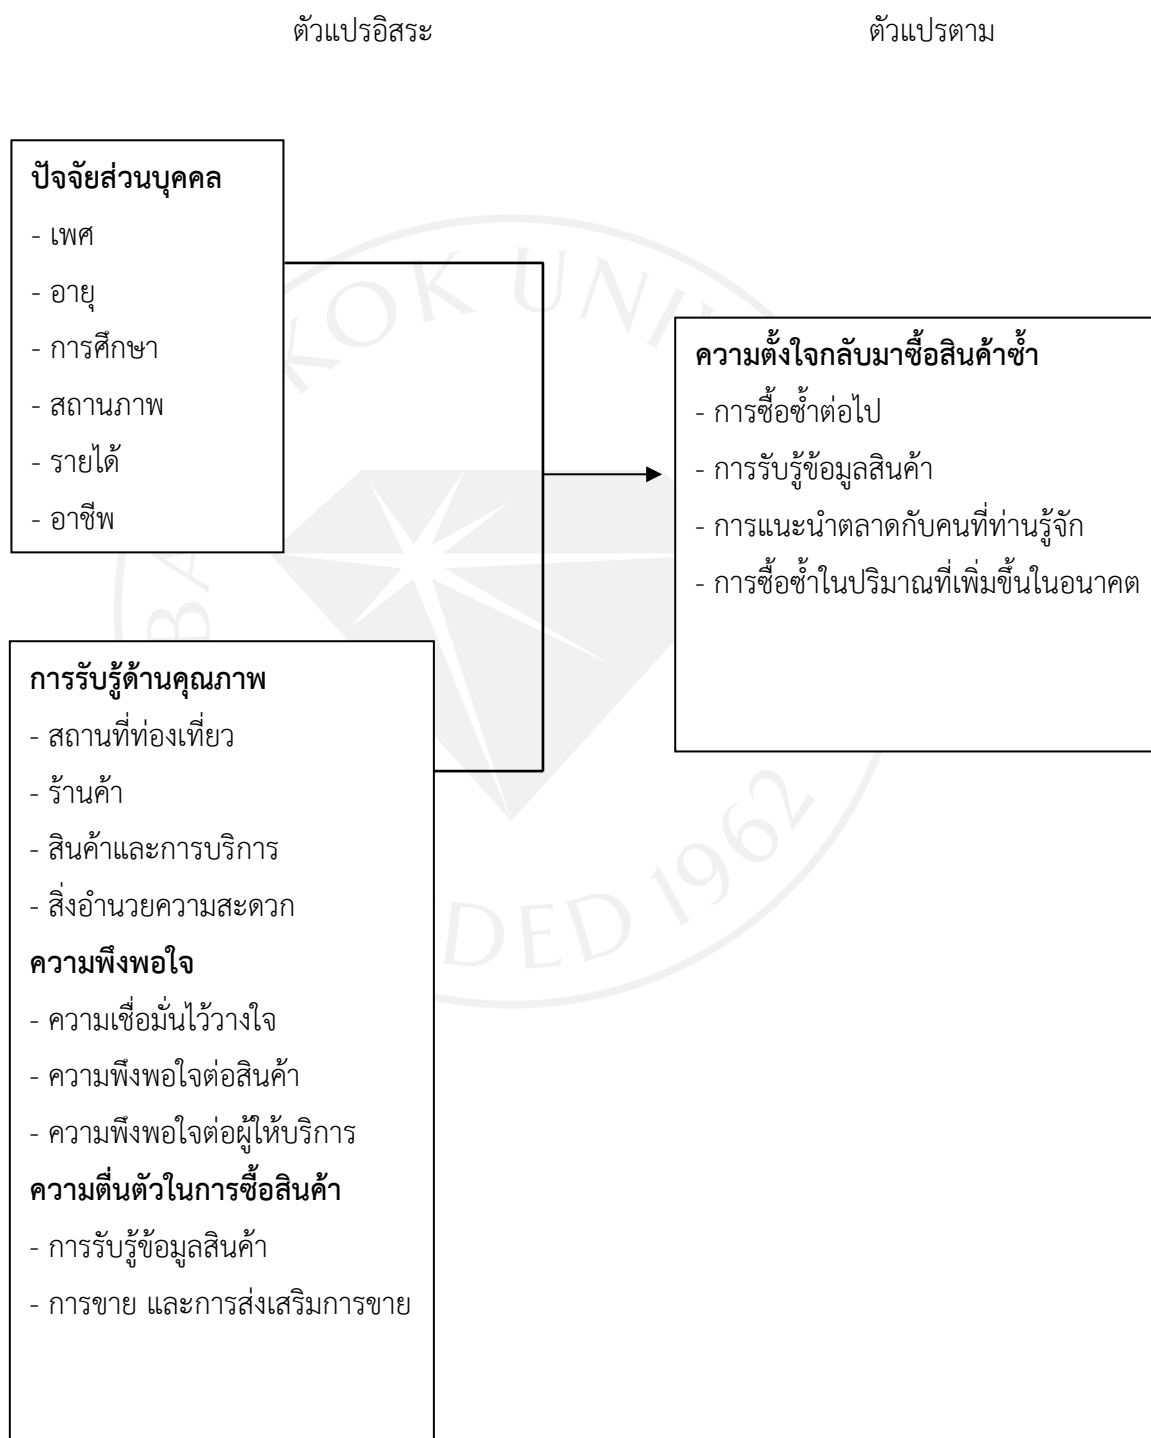 ตัวแปรอิสระ
ตัวแปรตาม
ปัจจัยส่วนบุคคล
- เพศ
- อายุ
- การศึกษา
- สถานภาพ
- รายได้
- อาชีพ
ความตั้งใจกลับมาซื้อสินค้าซ้ำ
- การซื้อซ้ำต่อไป
- การรับรู้ข้อมูลสินค้า
- การแนะนำตลาดกับคนที่ท่านรู้จัก
- การซื้อซ้ำในปริมาณที่เพิ่มขึ้นในอนาคต
การรับรู้ด้านคุณภาพ
- สถานที่ท่องเที่ยว
- ร้านค้า
- สินค้าและการบริการ
- สิ่งอำนวยความสะดวก
ความพึงพอใจ
- ความเชื่อมั่นไว้วางใจ
- ความพึงพอใจต่อสินค้า
- ความพึงพอใจต่อผู้ให้บริการ
ความตื่นตัวในการซื้อสินค้า
- การรับรู้ข้อมูลสินค้า
- การขาย และการส่งเสริมการขาย
1962